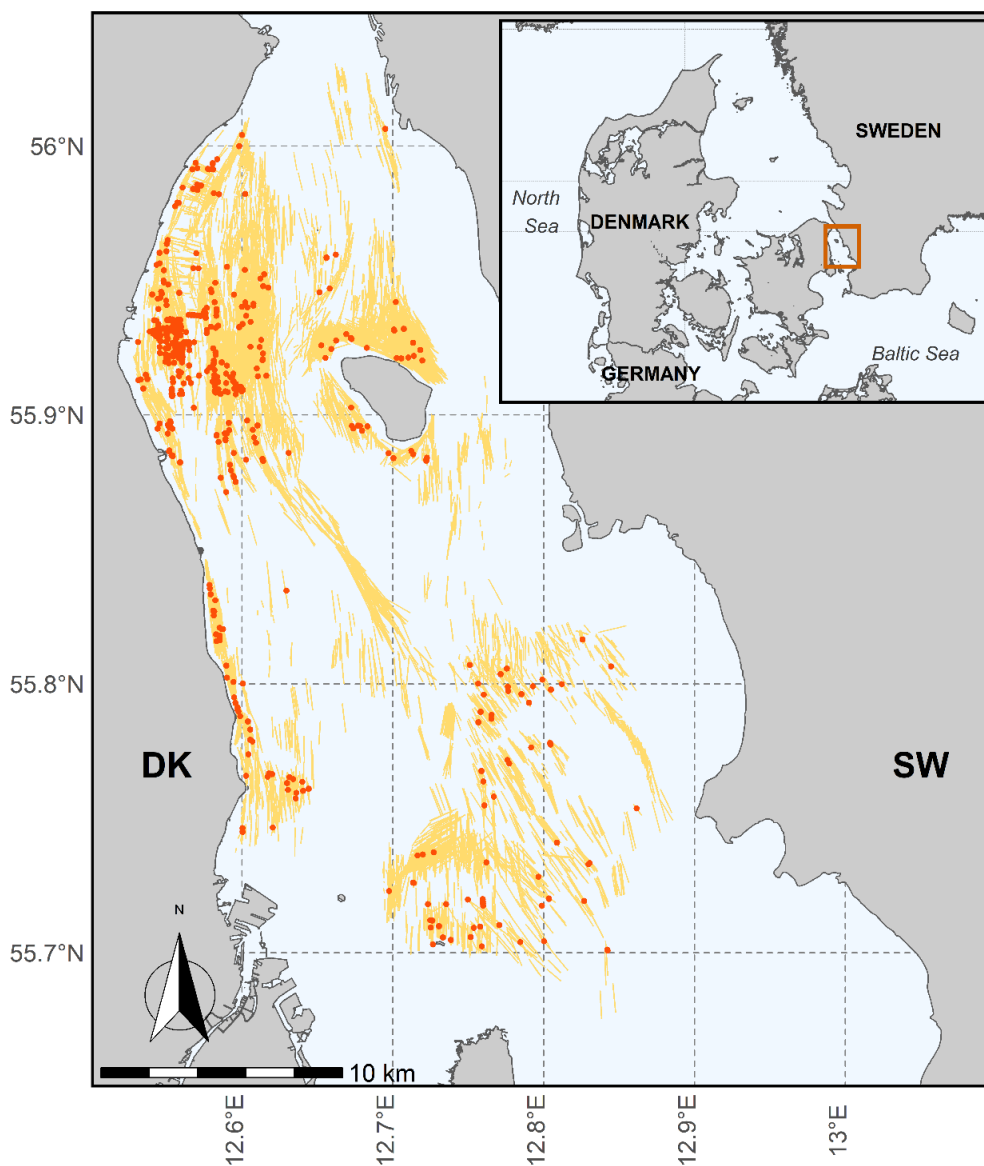 56°N
55.9°N
55.8°N
55.7°N
SWEDEN
North
Sea
DENMARK
Baltic Sea
GERMANY
DK
SW
N
10 km
12.6°E
12.7°E
12.8°E
12.9°E
13°E